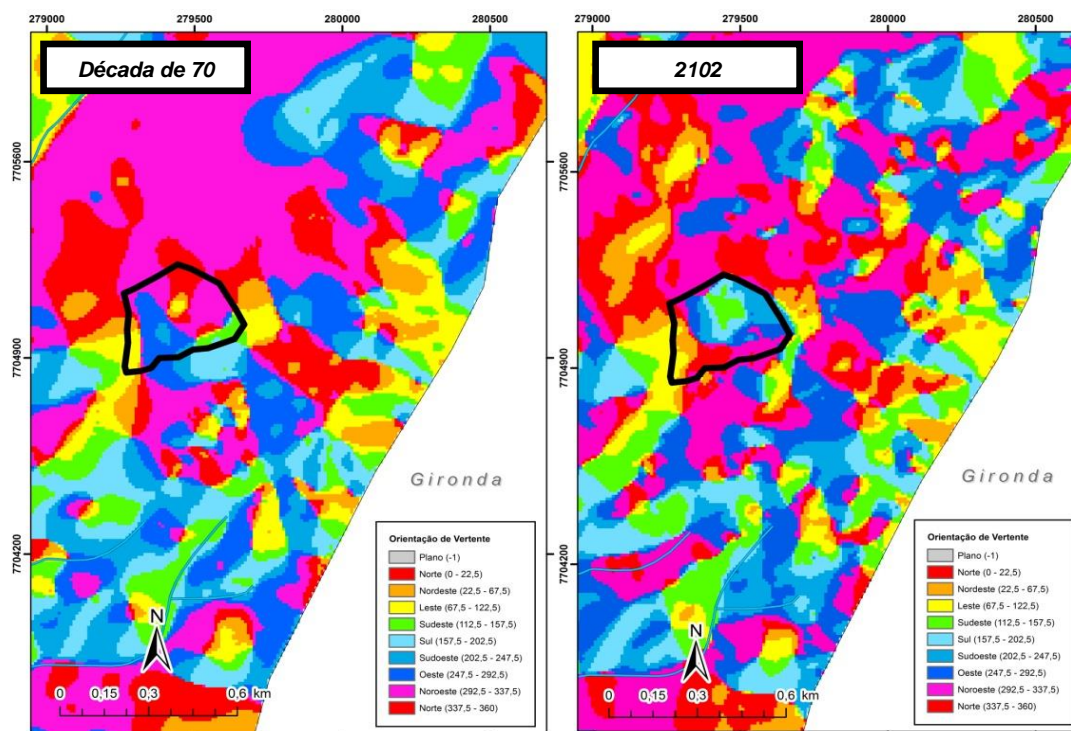 279000 279500 280000 280500
Década de 70
7705600
7704900
7704200
Gironda
Orientação de Vertente
Plano (-1)
Norte (0 - 22,5)
Nordeste (22,5 - 67,5)
Leste (67,5 - 122,5)
Sudeste (112,5 - 157,5)
Sul (157,5 - 202,5)
Sudoeste (202,5 - 247,5)
Oeste (247,5 - 292,5)
Noroeste (292,5 - 337,5)
Norte (337,5 - 360)
N
0 0,15 0,3 0,6 km
279000 279500 280000 280500
2102
7705600
7704900
7704200
Gironda
Orientação de Vertente
Plano (-1)
Norte (0 - 22,5)
Nordeste (22,5 - 67,5)
Leste (67,5 - 122,5)
Sudeste (112,5 - 157,5)
Sul (157,5 - 202,5)
Sudoeste (202,5 - 247,5)
Oeste (247,5 - 292,5)
Noroeste (292,5 - 337,5)
Norte (337,5 - 360)
N
0 0,15 0,3 0,6 km